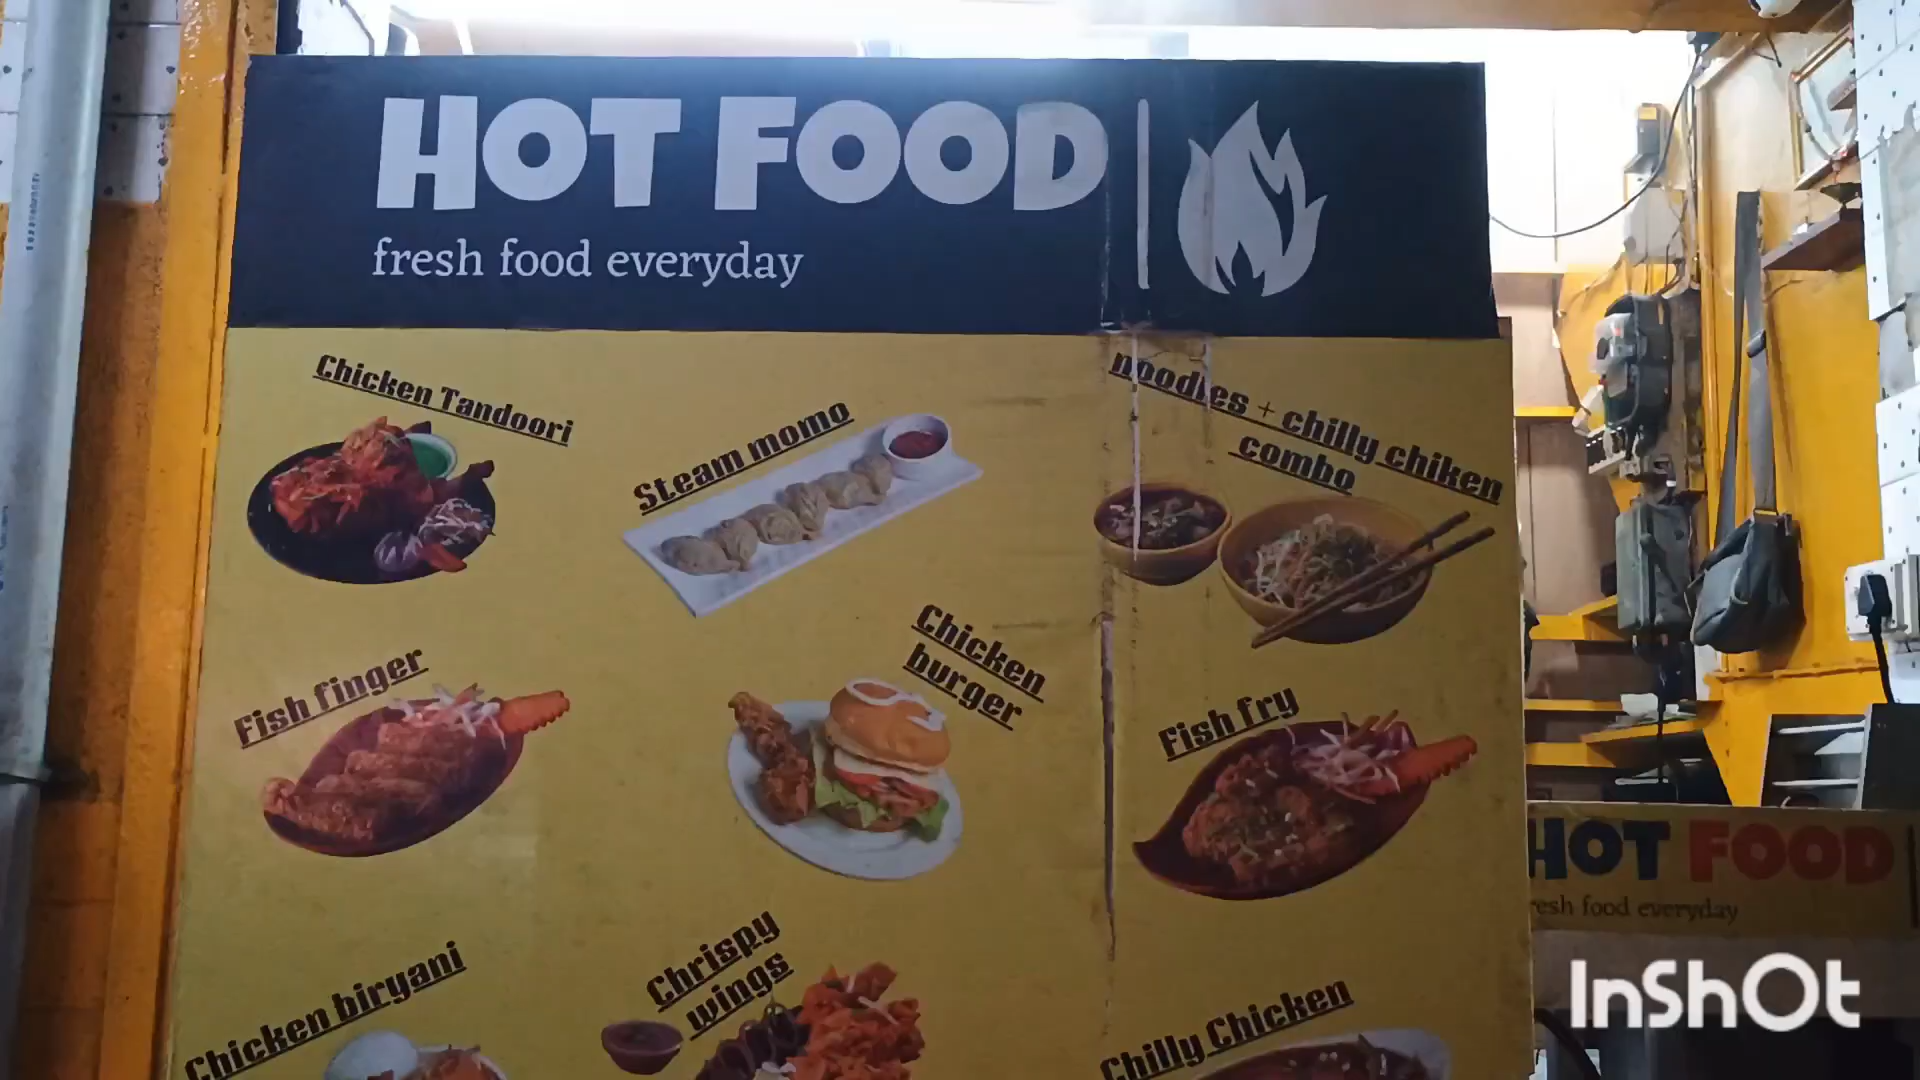 HOT FOOD
fresh food everyday
Chicken Tandoori
Steam momo
noodles + chilly chiken
combo
Fish finger
Chicken
burger
Fish fry
Chicken biryani
Chrispy
wings
Chilly Chicken
HOT FOOD
resh food everyday
InShOt